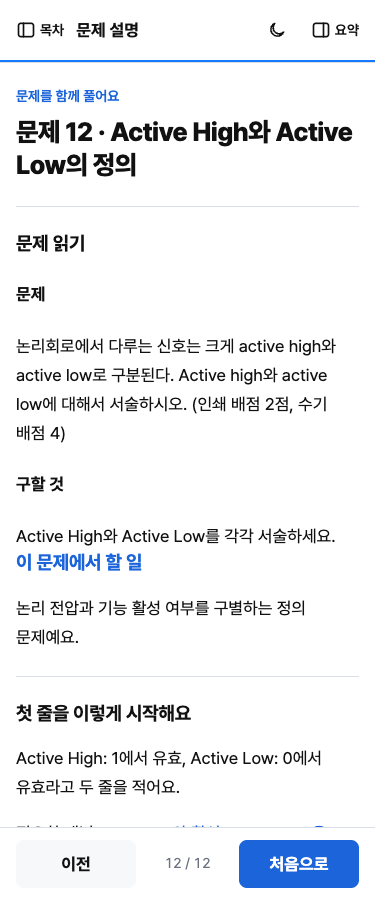 목차 문제 설명 요약
문제를 함께 풀어요
문제 12 · Active High와 Active
Low의 정의
문제 읽기
문제
논리회로에서 다루는 신호는 크게 active high와
active low로 구분된다. Active high와 active
low에 대해서 서술하시오. (인쇄 배점 2점, 수기
배점 4)
구할 것
Active High와 Active Low를 각각 서술하세요.
이 문제에서 할 일
논리 전압과 기능 활성 여부를 구별하는 정의
문제예요.
첫 줄을 이렇게 시작해요
Active High: 1에서 유효, Active Low: 0에서
유효라고 두 줄을 적어요.
이전 12 / 12 처음으로